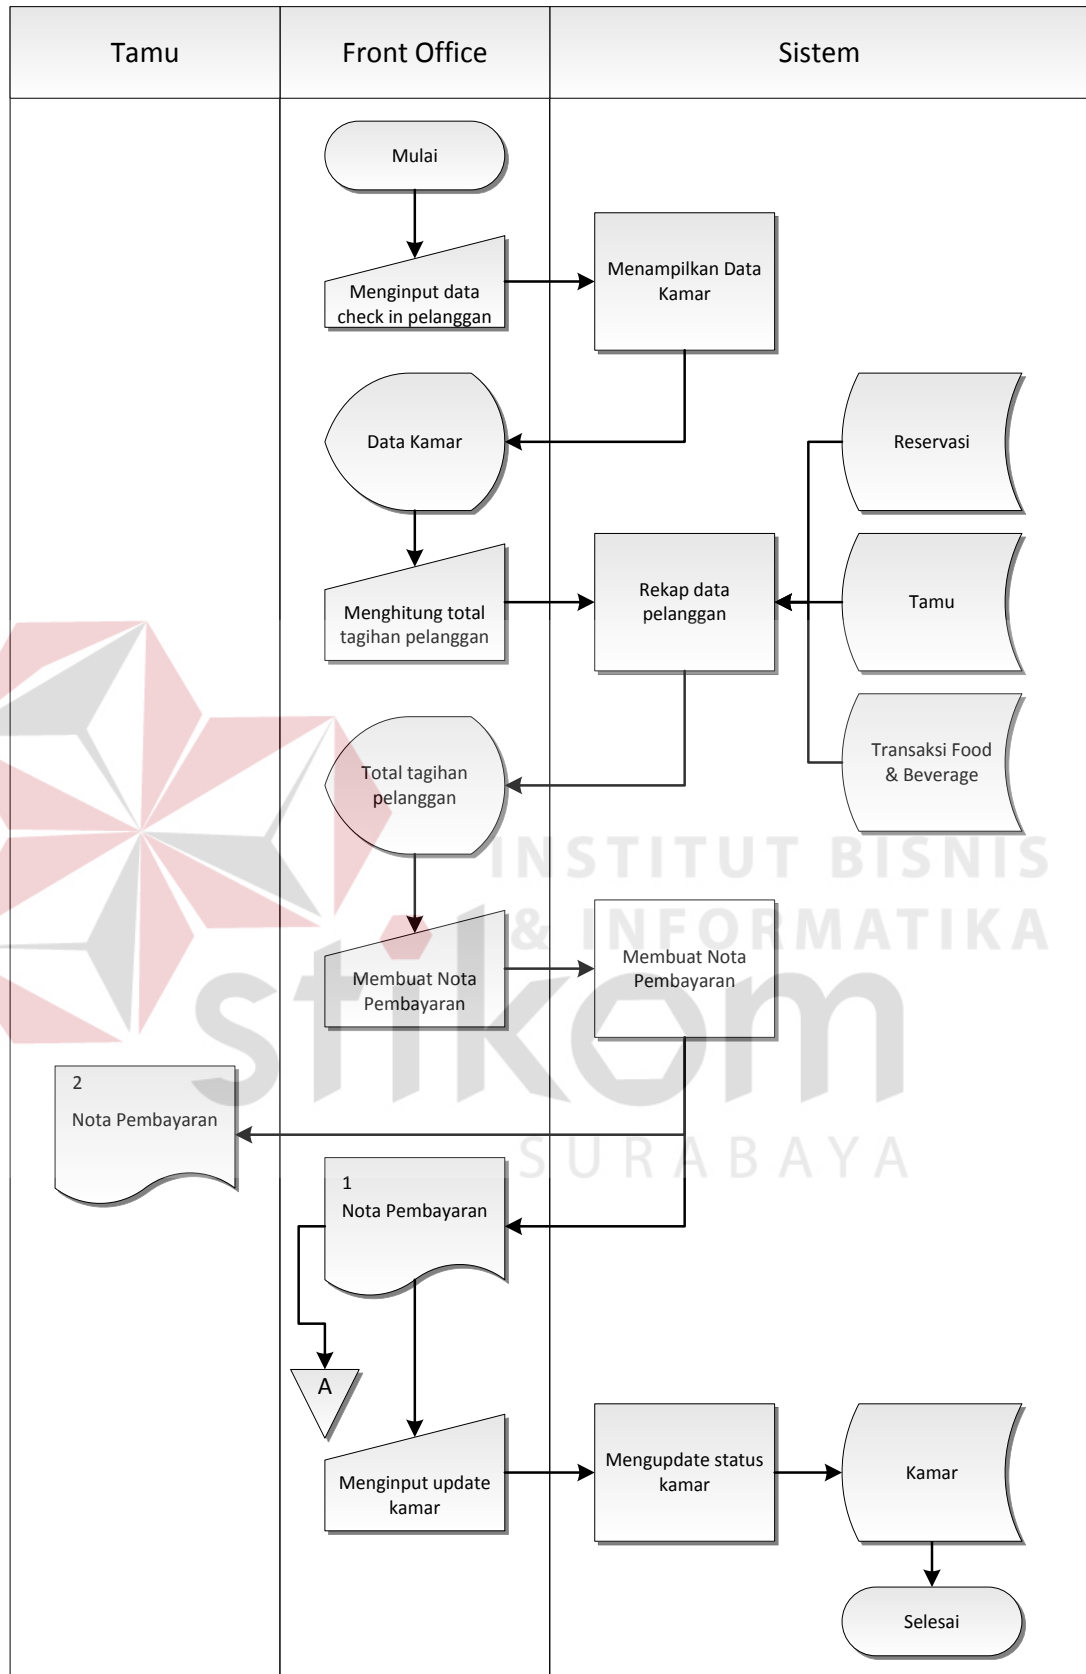 Tamu
Front Office
Sistem
Mulai
Menginput data
check in pelanggan
Menampilkan Data
Kamar
Data Kamar
Reservasi
Menghitung total
tagihan pelanggan
Rekap data
pelanggan
Tamu
Total tagihan
pelanggan
Transaksi Food
& Beverage
INSTITUT BISNIS
& INFORMATIKA
Membuat Nota
Pembayaran
Membuat Nota
Pembayaran
stikom
SURABAYA
2
Nota Pembayaran
1
Nota Pembayaran
A
Menginput update
kamar
Mengupdate status
kamar
Kamar
Selesai